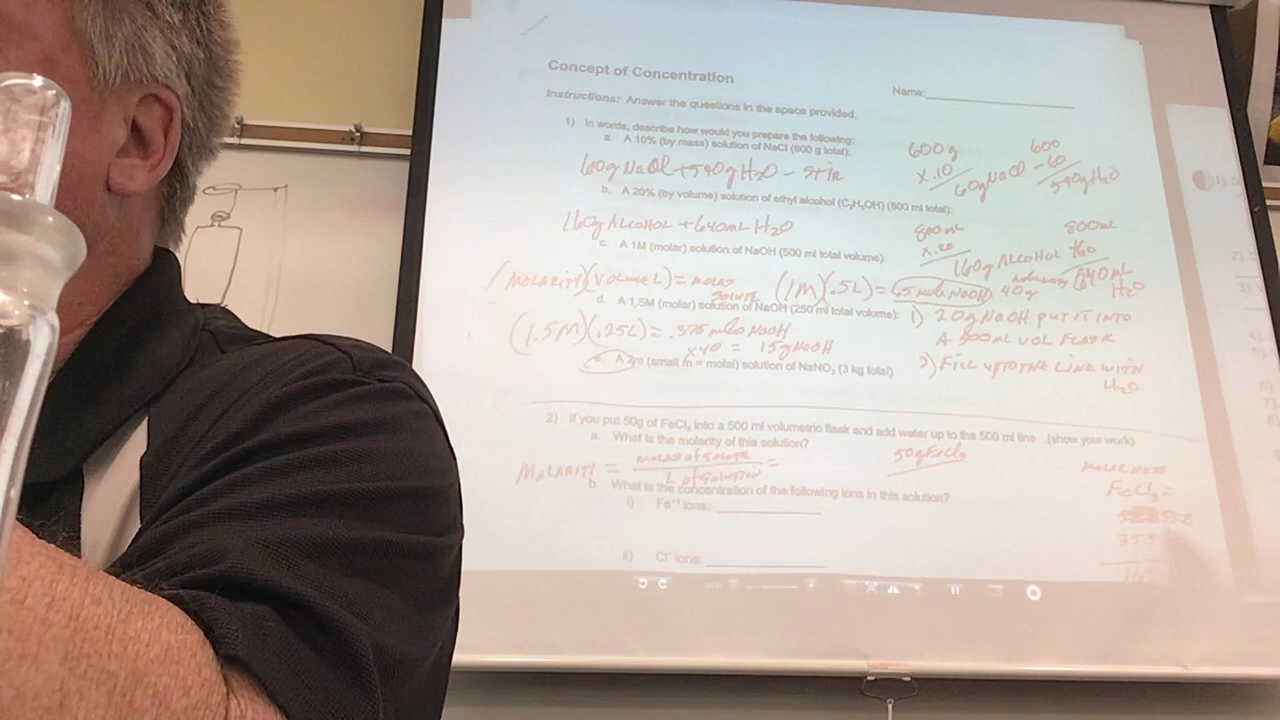 Concept of Concentration
Name:
Instructions: Answer the questions in the space provided.
1) In words, describe how would you prepare the following:
a. A 10% (by mass) solution of NaCl (600 g total):
600 g
X .10
60g NaCl
600
- 60
540g H2O
60g NaCl + 540g H2O - stir
b. A 20% (by volume) solution of ethyl alcohol (C2H5OH) (800 ml total):
160g Alcohol + 640mL H2O
800 mL
x .20
160g Alcohol
800mL
160
640mL
H2O
c. A 1M (molar) solution of NaOH (500 ml total volume):
(Molarity)(Volume L) = moles
solute
(1M)(.5L) = .5 mole NaOH
40g
d. A 1.5M (molar) solution of NaOH (250 ml total volume):
1) 20g NaOH put it into
A 500mL vol flask
(1.5M)(.25L) = .375 mole NaOH
x40 = 15g NaOH
e. A 2m (small m = molal) solution of NaNO3 (3 kg total)
2) Fill up to the line with
H2O
2) If you put 50g of FeCl3 into a 500 ml volumetric flask and add water up to the 500 ml line...(show your work)
a. What is the molarity of this solution?
Molarity = moles of solute =
L of solution
50g FeCl3
molar mass
FeCl3 =
b. What is the concentration of the following ions in this solution?
i) Fe+3 ions:
ii) Cl- ions: